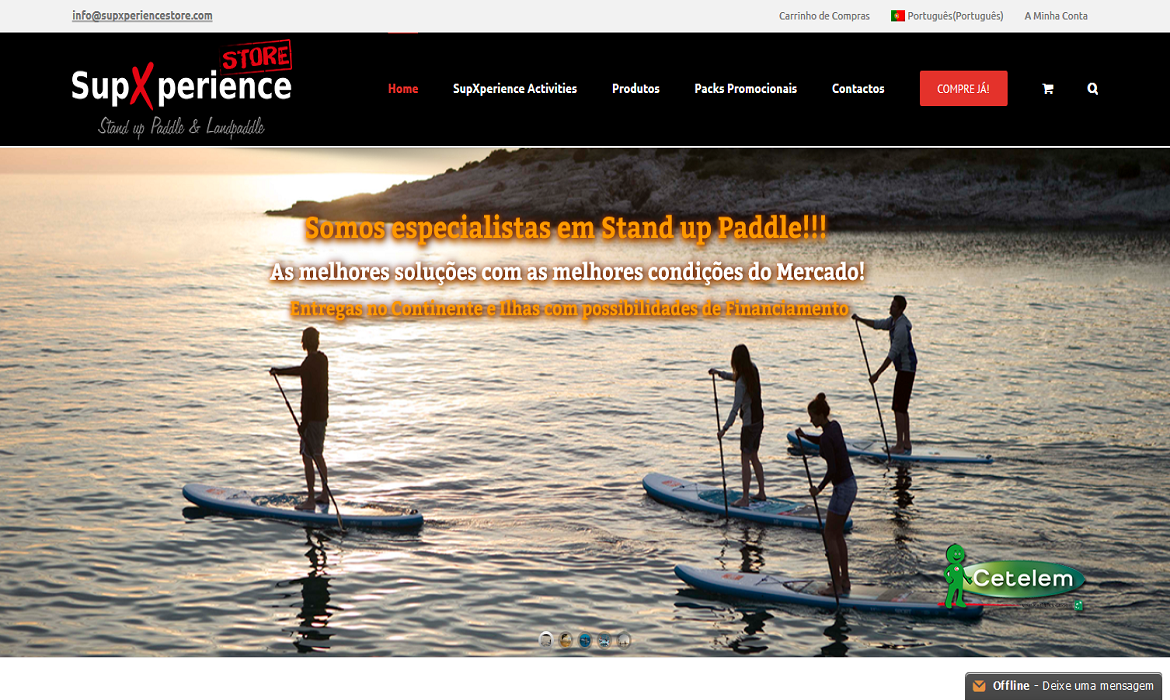 info@supxperiencestore.com
Carrinho de Compras
Português(Português)
A Minha Conta
STORE
SupXperience
Stand up Paddle & Landpaddle
Home
SupXperience Activities
Produtos
Packs Promocionais
Contactos
COMPRE JÁ!
Somos especialistas em Stand up Paddle!!!
As melhores soluções com as melhores condições do Mercado!
Entregas no Continente e Ilhas com possibilidades de Financiamento
Cetelem
Offline - Deixe uma mensagem